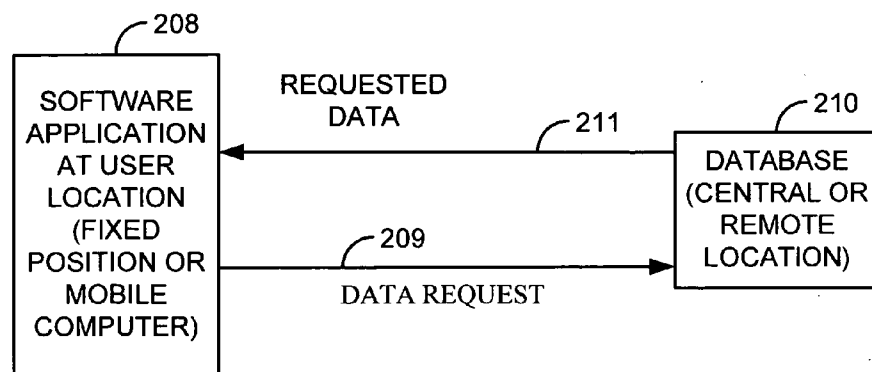 208
SOFTWARE
APPLICATION
AT USER
LOCATION
(FIXED
POSITION OR
MOBILE
COMPUTER)
REQUESTED
DATA
211
209
DATA REQUEST
210
DATABASE
(CENTRAL OR
REMOTE
LOCATION)